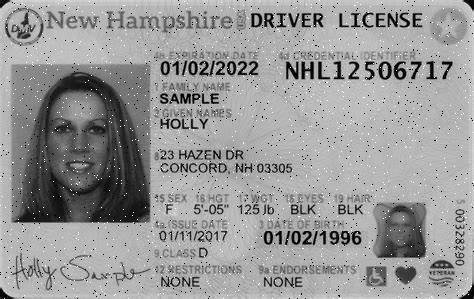 DMV New Hampshire USA DRIVER LICENSE
4b EXPIRATION DATE 4d CREDENTIAL IDENTIFIER
01/02/2022 NHL12506717
1 FAMILY NAME
SAMPLE
2 GIVEN NAMES
HOLLY
8 23 HAZEN DR
CONCORD, NH 03305
15 SEX 16 HGT 17 WGT 18 EYES 19 HAIR
F 5'-05" 125 lb BLK BLK
4a ISSUE DATE 3 DATE OF BIRTH
01/11/2017 01/02/1996
9 CLASS D
12 RESTRICTIONS 9a ENDORSEMENTS
NONE NONE
Holly Sample
VETERAN